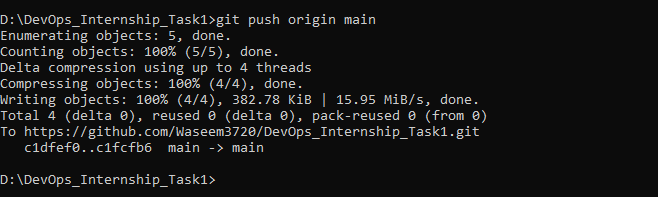 D:\DevOps_Internship_Task1>git push origin main
Enumerating objects: 5, done.
Counting objects: 100% (5/5), done.
Delta compression using up to 4 threads
Compressing objects: 100% (4/4), done.
Writing objects: 100% (4/4), 382.78 KiB | 15.95 MiB/s, done.
Total 4 (delta 0), reused 0 (delta 0), pack-reused 0 (from 0)
To https://github.com/Waseem3720/DevOps_Internship_Task1.git
   c1dfef0..c1fcfb6  main -> main
D:\DevOps_Internship_Task1>